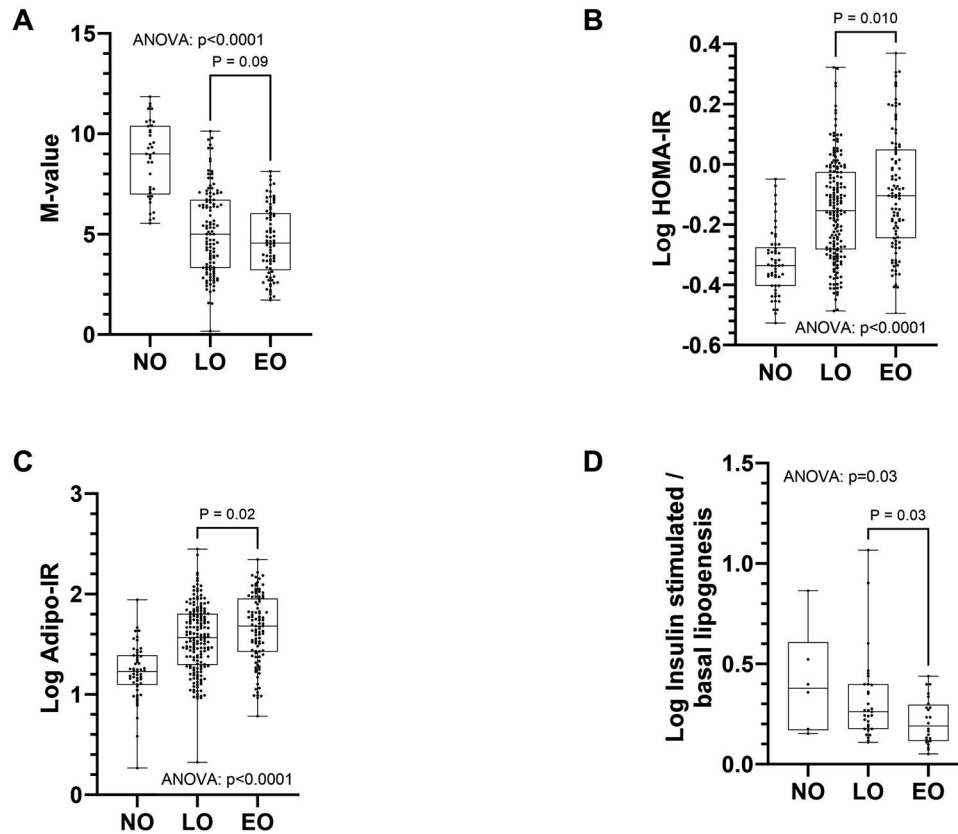 A
ANOVA: p<0.0001
P = 0.09
M-value
15
10
5
0
NO LO EO
B
P = 0.010
Log HOMA-IR
0.4
0.2
0.0
-0.2
-0.4
-0.6
ANOVA: p<0.0001
NO LO EO
C
P = 0.02
Log Adipo-IR
3
2
1
0
ANOVA: p<0.0001
NO LO EO
D
ANOVA: p=0.03
P = 0.03
Log Insulin stimulated /
basal lipogenesis
1.5
1.0
0.5
0.0
NO LO EO